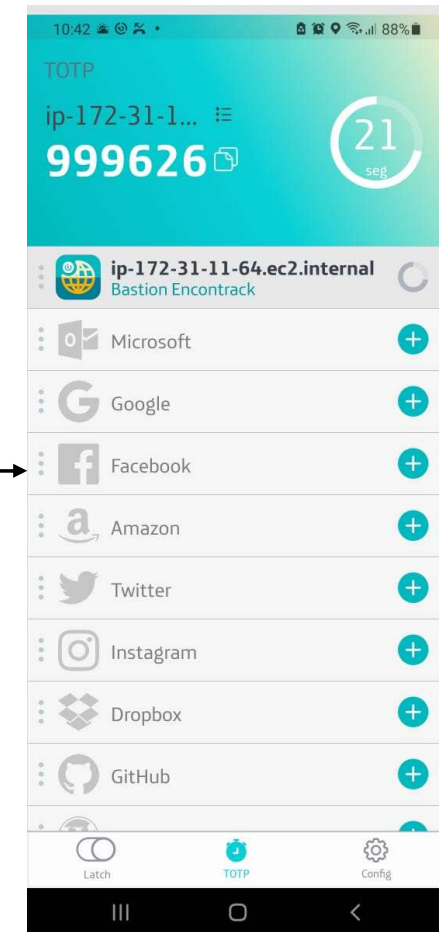 10:42
88%
TOTP
ip-172-31-1...
999626
21
seg
ip-172-31-11-64.ec2.internal
Bastion Encontrack
Microsoft
Google
Facebook
Amazon
Twitter
Instagram
Dropbox
GitHub
Latch
TOTP
Config